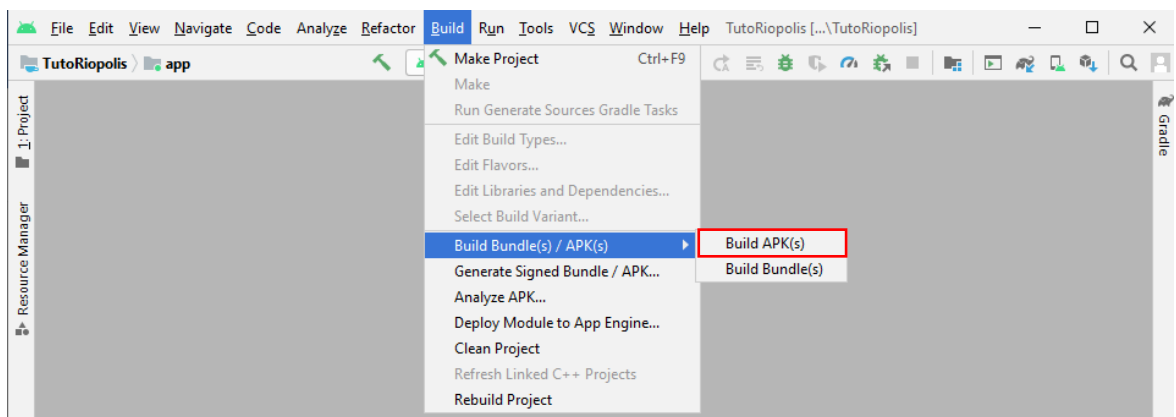 File Edit View Navigate Code Analyze Refactor Build Run Tools VCS Window Help TutoRiopolis [...\TutoRiopolis]
TutoRiopolis app
1: Project
Resource Manager
Make Project Ctrl+F9
Make
Run Generate Sources Gradle Tasks
Edit Build Types...
Edit Flavors...
Edit Libraries and Dependencies...
Select Build Variant...
Build Bundle(s) / APK(s)
Build APK(s)
Build Bundle(s)
Generate Signed Bundle / APK...
Analyze APK...
Deploy Module to App Engine...
Clean Project
Refresh Linked C++ Projects
Rebuild Project
Gradle